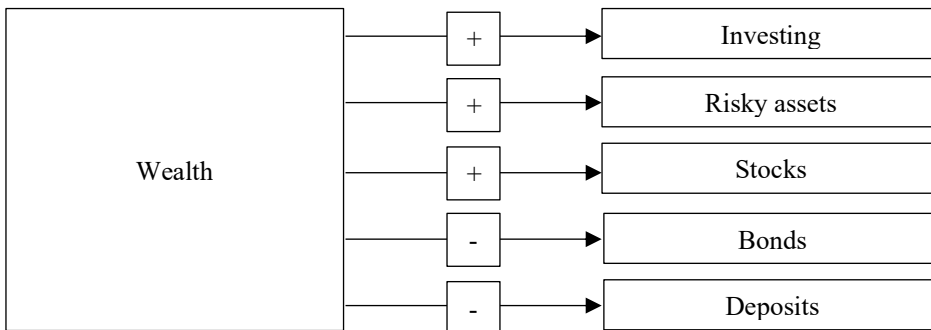 + Investing
+ Risky assets
Wealth + Stocks
- Bonds
- Deposits